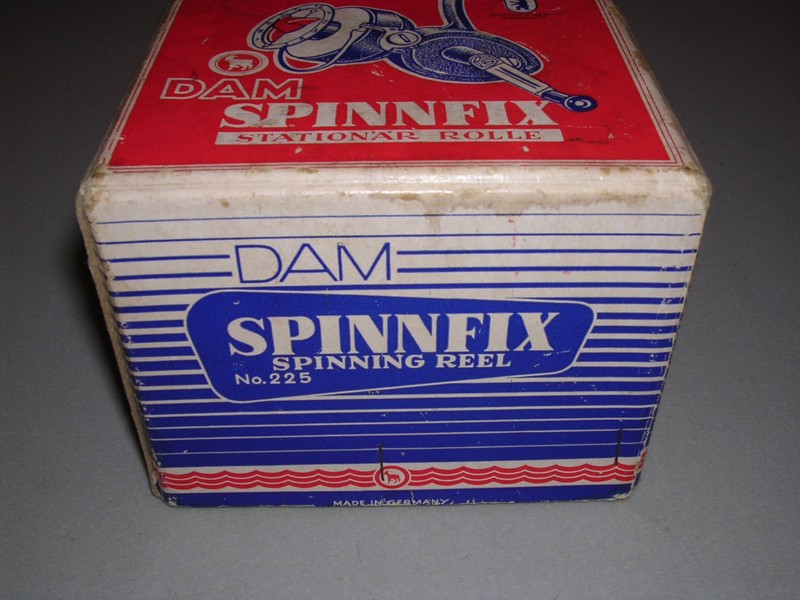 DAM
SPINNFIX
STATIONÄR ROLLE
DAM
SPINNFIX
SPINNING REEL
No. 225
MADE IN GERMANY